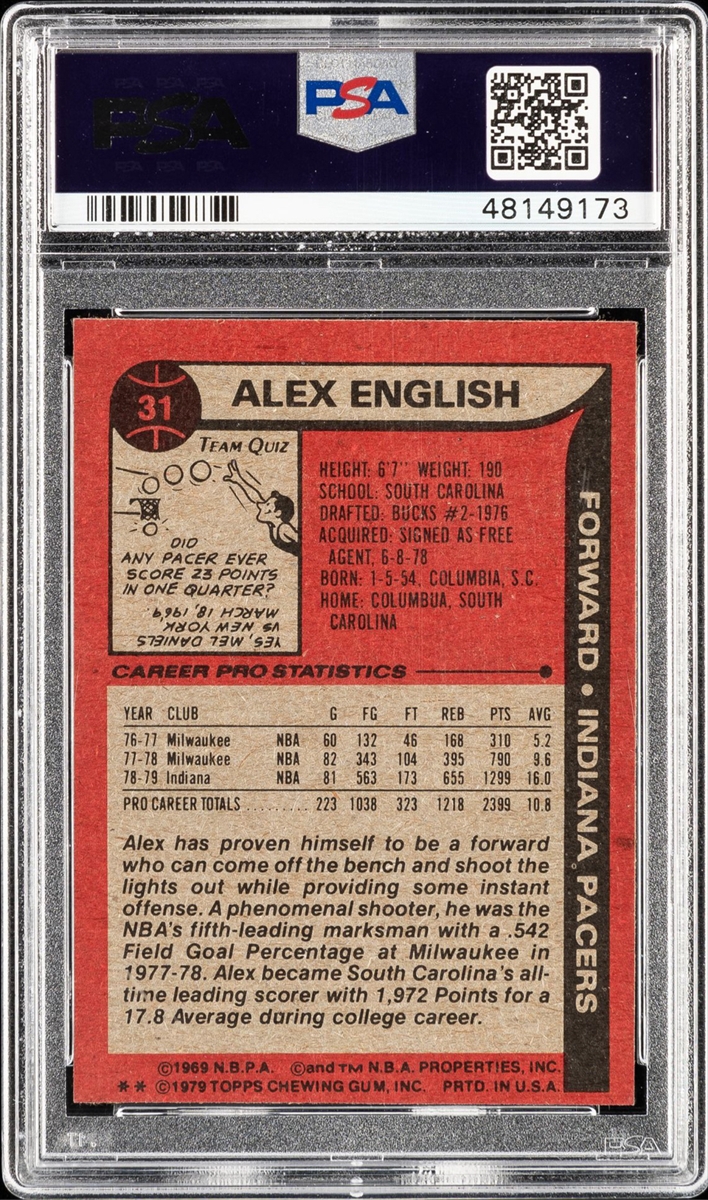 PSA
PSA
48149173
31
ALEX ENGLISH
TEAM QUIZ
DID
ANY PACER EVER
SCORE 23 POINTS
IN ONE QUARTER?
YES, MEL DANIELS
VS NEW YORK,
MARCH 18, 1969.
HEIGHT: 6'7" WEIGHT: 190
SCHOOL: SOUTH CAROLINA
DRAFTED: BUCKS #2-1976
ACQUIRED: SIGNED AS FREE
AGENT, 6-8-78
BORN: 1-5-54, COLUMBIA, S.C.
HOME: COLUMBUA, SOUTH
CAROLINA
FORWARD • INDIANA PACERS
CAREER PRO STATISTICS
YEAR CLUB G FG FT REB PTS AVG
76-77 Milwaukee NBA 60 132 46 168 310 5.2
77-78 Milwaukee NBA 82 343 104 395 790 9.6
78-79 Indiana NBA 81 563 173 655 1299 16.0
PRO CAREER TOTALS ......... 223 1038 323 1218 2399 10.8
Alex has proven himself to be a forward
who can come off the bench and shoot the
lights out while providing some instant
offense. A phenomenal shooter, he was the
NBA's fifth-leading marksman with a .542
Field Goal Percentage at Milwaukee in
1977-78. Alex became South Carolina's all-
time leading scorer with 1,972 Points for a
17.8 Average during college career.
©1969 N.B.P.A. ©and TM N.B.A. PROPERTIES, INC.
** ©1979 TOPPS CHEWING GUM, INC. PRTD. IN U.S.A.
PSA